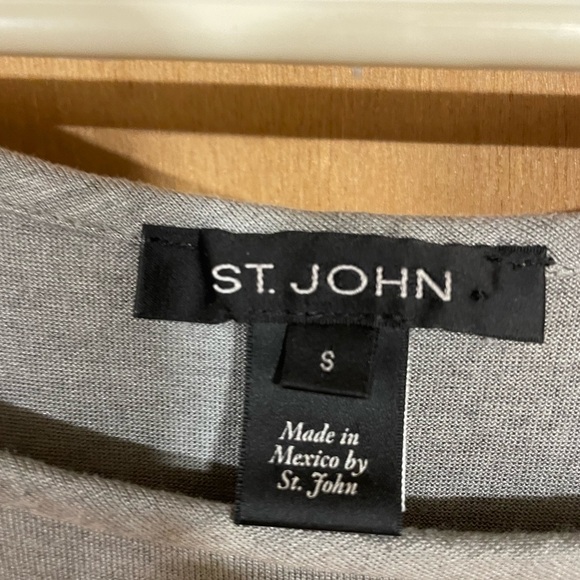 ST. JOHN
S
Made in
Mexico by
St. John